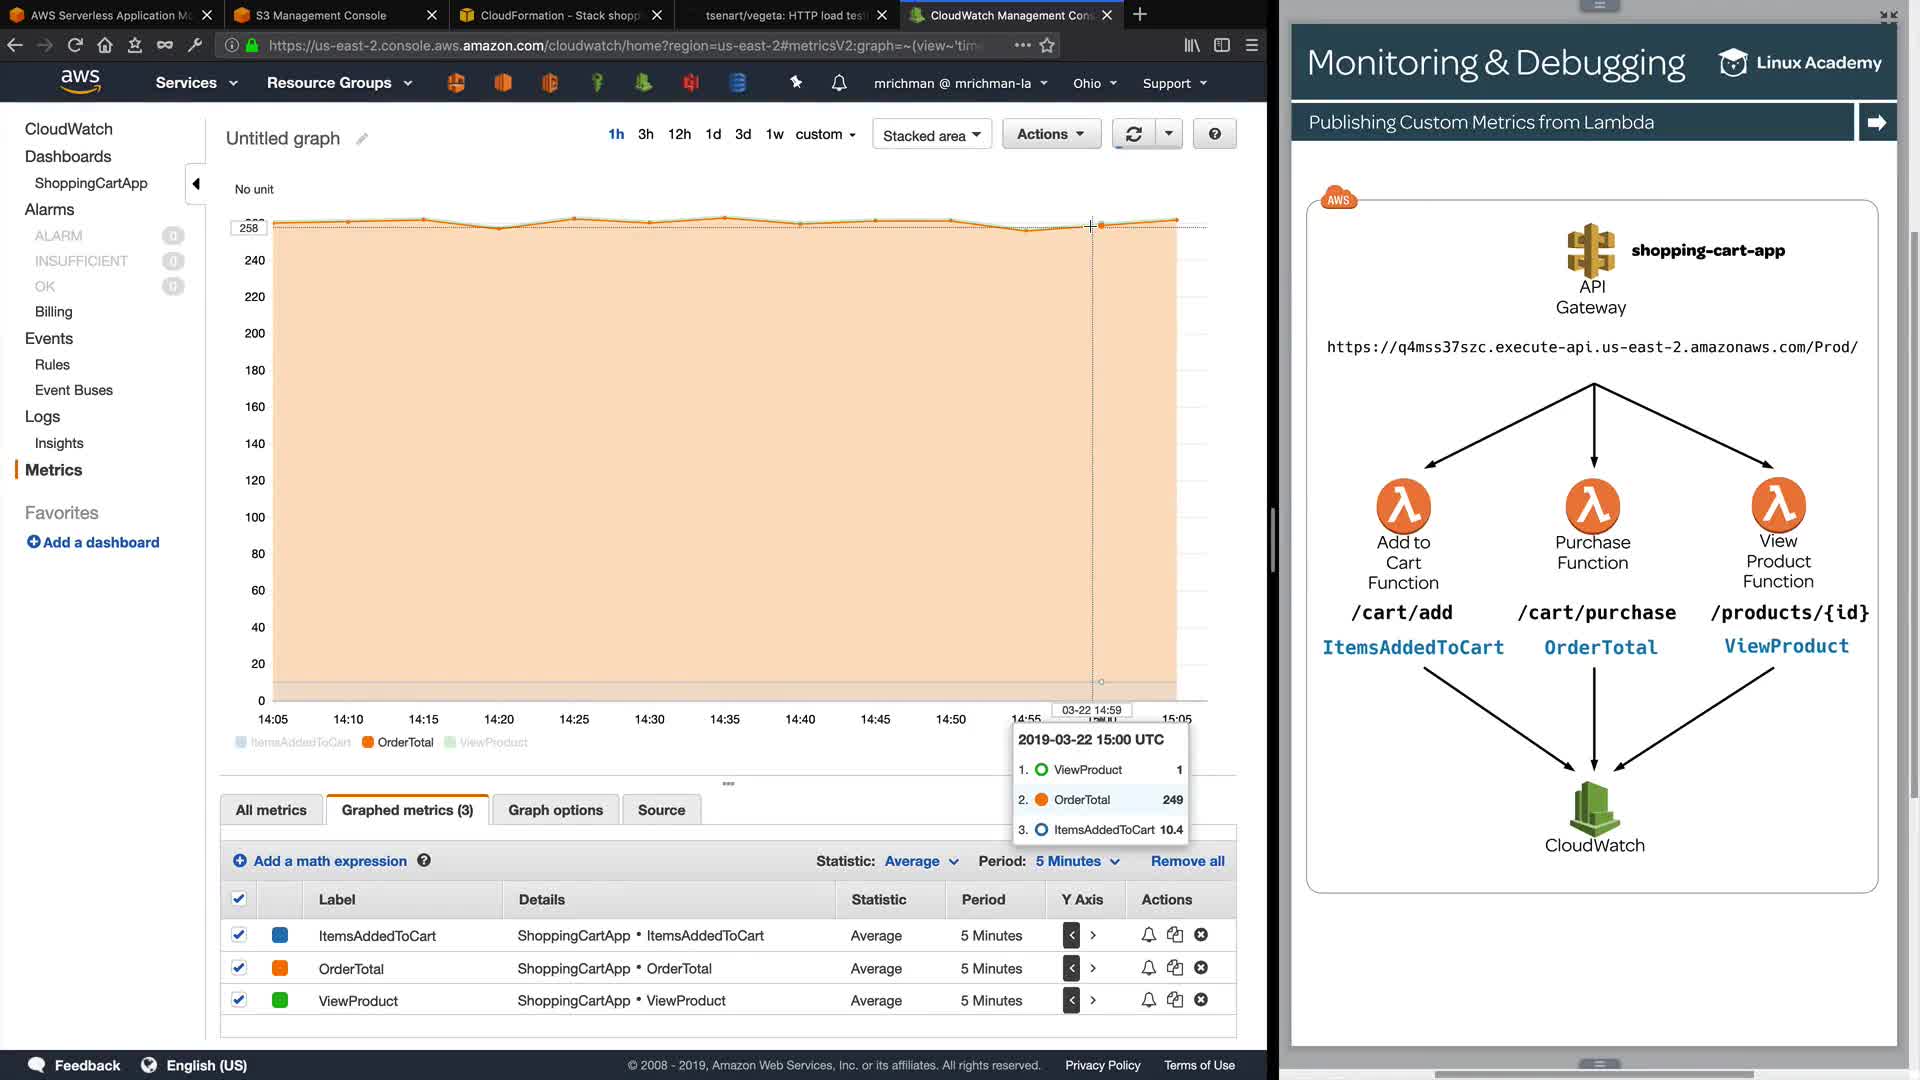 AWS Serverless Application Mo
S3 Management Console
CloudFormation - Stack shopp
tsenart/vegeta: HTTP load test
CloudWatch Management Cons
https://us-east-2.console.aws.amazon.com/cloudwatch/home?region=us-east-2#metricsV2:graph=~(view~'time
aws
Services
Resource Groups
mrichman @ mrichman-la
Ohio
Support
CloudWatch
Dashboards
ShoppingCartApp
Alarms
ALARM 0
INSUFFICIENT 0
OK 0
Billing
Events
Rules
Event Buses
Logs
Insights
Metrics
Favorites
Add a dashboard
Untitled graph
1h 3h 12h 1d 3d 1w custom
Stacked area
Actions
No unit
258
240
220
200
180
160
140
120
100
80
60
40
20
0
14:05 14:10 14:15 14:20 14:25 14:30 14:35 14:40 14:45 14:50 14:55 15:00 15:05
03-22 14:59
ItemsAddedToCart OrderTotal ViewProduct
2019-03-22 15:00 UTC
1. ViewProduct 1
2. OrderTotal 249
3. ItemsAddedToCart 10.4
All metrics
Graphed metrics (3)
Graph options
Source
Add a math expression
Statistic: Average
Period: 5 Minutes
Remove all
Label Details Statistic Period Y Axis Actions
ItemsAddedToCart ShoppingCartApp • ItemsAddedToCart Average 5 Minutes < >
OrderTotal ShoppingCartApp • OrderTotal Average 5 Minutes < >
ViewProduct ShoppingCartApp • ViewProduct Average 5 Minutes < >
Feedback
English (US)
© 2008 - 2019, Amazon Web Services, Inc. or its affiliates. All rights reserved.
Privacy Policy
Terms of Use
Monitoring & Debugging
Linux Academy
Publishing Custom Metrics from Lambda
AWS
shopping-cart-app
API
Gateway
https://q4mss37szc.execute-api.us-east-2.amazonaws.com/Prod/
Add to
Cart
Function
Purchase
Function
View
Product
Function
/cart/add
/cart/purchase
/products/{id}
ItemsAddedToCart
OrderTotal
ViewProduct
CloudWatch